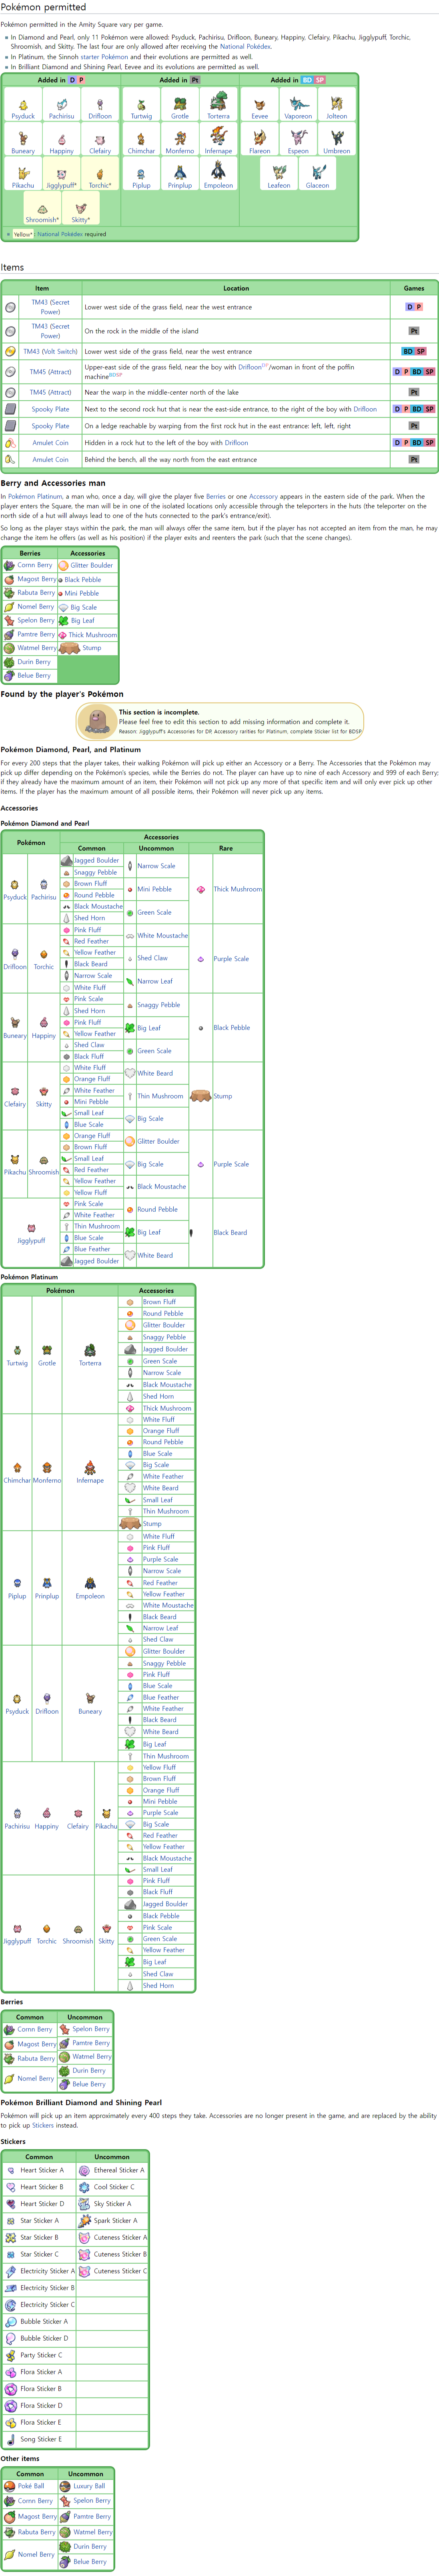 Pokémon permitted
Pokémon permitted in the Amity Square vary per game.
In Diamond and Pearl, only 11 Pokémon were allowed: Psyduck, Pachirisu, Drifloon, Buneary, Happiny, Clefairy, Pikachu, Jigglypuff, Torchic,
Shroomish, and Skitty. The last four are only allowed after receiving the National Pokédex.
In Platinum, the Sinnoh starter Pokémon and their evolutions are permitted as well.
In Brilliant Diamond and Shining Pearl, Eevee and its evolutions are permitted as well.
Added in D P Added in Pt Added in BD SP
Psyduck Pachirisu Drifloon Turtwig Grotle Torterra Eevee Vaporeon Jolteon
Buneary Happiny Clefairy Chimchar Monferno Infernape Flareon Espeon Umbreon
Pikachu Jigglypuff* Torchic* Piplup Prinplup Empoleon Leafeon Glaceon
Shroomish* Skitty*
Yellow* National Pokédex required
Items
Item Location Games
TM43 (Secret Power) Lower west side of the grass field, near the west entrance D P
TM43 (Secret Power) On the rock in the middle of the island Pt
TM43 (Volt Switch) Lower west side of the grass field, near the west entrance BD SP
TM45 (Attract) Upper-east side of the grass field, near the boy with Drifloon DP/woman in front of the poffin
machine BDSP D P BD SP
TM45 (Attract) Near the warp in the middle-center north of the lake Pt
Spooky Plate Next to the second rock hut that is near the east-side entrance, to the right of the boy with Drifloon D P BD SP
Spooky Plate On a ledge reachable by warping from the first rock hut in the east entrance: left, left, right Pt
Amulet Coin Hidden in a rock hut to the left of the boy with Drifloon D P BD SP
Amulet Coin Behind the bench, all the way north from the east entrance Pt
Berry and Accessories man
In Pokémon Platinum, a man who, once a day, will give the player five Berries or one Accessory appears in the eastern side of the park. When the
player enters the Square, the man will be in one of the isolated locations only accessible through the teleporters in the huts (the teleporter on
the north side of a hut will always lead to one of the huts connected to the park's entrance/exit).
So long as the player stays within the park, the man will always offer the same item, but if the player has not accepted an item from the man, he may
change the item he offers (as well as his position) if the player exits and reenters the park (such that the scene changes).
Berries Accessories
Cornn Berry Glitter Boulder
Magost Berry Black Pebble
Rabuta Berry Mini Pebble
Nomel Berry Big Scale
Spelon Berry Big Leaf
Pamtre Berry Thick Mushroom
Watmel Berry Stump
Durin Berry
Belue Berry
Found by the player's Pokémon
This section is incomplete.
Please feel free to edit this section to add missing information and complete it.
Reason: Jigglypuff's Accessories for DP, Accessory rarities for Platinum, complete Sticker list for BDSP.
Pokémon Diamond, Pearl, and Platinum
For every 200 steps that the player takes, their walking Pokémon will pick up either an Accessory or a Berry. The Accessories that the Pokémon may
pick up differ depending on the Pokémon's species, while the Berries do not. The player can have up to nine of each Accessory and 999 of each Berry;
if they already have the maximum amount of an item, their Pokémon will not pick up any more of that specific item and will only ever pick up other
items. If the player has the maximum amount of all possible items, their Pokémon will never pick up any items.
Accessories
Pokémon Diamond and Pearl
Pokémon Accessories
Common Uncommon Rare
Psyduck Pachirisu
Jagged Boulder
Snaggy Pebble
Brown Fluff
Round Pebble
Black Moustache
Shed Horn
Narrow Scale
Mini Pebble
Green Scale
Thick Mushroom
Drifloon Torchic
Pink Fluff
Red Feather
Yellow Feather
Black Beard
Narrow Scale
White Fluff
White Moustache
Shed Claw
Narrow Leaf
Purple Scale
Buneary Happiny
Pink Scale
Shed Horn
Pink Fluff
Yellow Feather
Shed Claw
Black Fluff
Snaggy Pebble
Big Leaf
Green Scale
Black Pebble
Clefairy Skitty
White Fluff
Orange Fluff
White Feather
Mini Pebble
Small Leaf
Blue Scale
White Beard
Thin Mushroom
Big Scale
Stump
Pikachu Shroomish
Orange Fluff
Brown Fluff
Small Leaf
Red Feather
Yellow Feather
Yellow Fluff
Glitter Boulder
Big Scale
Black Moustache
Purple Scale
Jigglypuff
Pink Scale
White Feather
Thin Mushroom
Blue Scale
Blue Feather
Jagged Boulder
Round Pebble
Big Leaf
White Beard
Black Beard
Pokémon Platinum
Pokémon Accessories
Turtwig Grotle Torterra
Brown Fluff
Round Pebble
Glitter Boulder
Snaggy Pebble
Jagged Boulder
Green Scale
Narrow Scale
Black Moustache
Shed Horn
Thick Mushroom
Chimchar Monferno Infernape
White Fluff
Orange Fluff
Round Pebble
Blue Scale
Big Scale
White Feather
White Beard
Small Leaf
Thin Mushroom
Stump
Piplup Prinplup Empoleon
White Fluff
Pink Fluff
Purple Scale
Narrow Scale
Red Feather
Yellow Feather
White Moustache
Black Beard
Narrow Leaf
Shed Claw
Psyduck Drifloon Buneary
Glitter Boulder
Snaggy Pebble
Pink Fluff
Blue Scale
Blue Feather
White Feather
Black Beard
White Beard
Big Leaf
Thin Mushroom
Pachirisu Happiny Clefairy Pikachu
Yellow Fluff
Brown Fluff
Orange Fluff
Mini Pebble
Purple Scale
Big Scale
Red Feather
Yellow Feather
Black Moustache
Small Leaf
Jigglypuff Torchic Shroomish Skitty
Pink Fluff
Black Fluff
Jagged Boulder
Black Pebble
Pink Scale
Green Scale
Yellow Feather
Big Leaf
Shed Claw
Shed Horn
Berries
Common Uncommon
Cornn Berry Spelon Berry
Magost Berry Pamtre Berry
Rabuta Berry Watmel Berry
Nomel Berry Durin Berry
Belue Berry
Pokémon Brilliant Diamond and Shining Pearl
Pokémon will pick up an item approximately every 400 steps they take. Accessories are no longer present in the game, and are replaced by the ability
to pick up Stickers instead.
Stickers
Common Uncommon
Heart Sticker A Ethereal Sticker A
Heart Sticker B Cool Sticker C
Heart Sticker D Sky Sticker A
Star Sticker A Spark Sticker A
Star Sticker B Cuteness Sticker A
Star Sticker C Cuteness Sticker B
Electricity Sticker A Cuteness Sticker C
Electricity Sticker B
Electricity Sticker C
Bubble Sticker A
Bubble Sticker D
Party Sticker C
Flora Sticker A
Flora Sticker B
Flora Sticker D
Flora Sticker E
Song Sticker E
Other items
Common Uncommon
Poké Ball Luxury Ball
Cornn Berry Spelon Berry
Magost Berry Pamtre Berry
Rabuta Berry Watmel Berry
Nomel Berry Durin Berry
Belue Berry